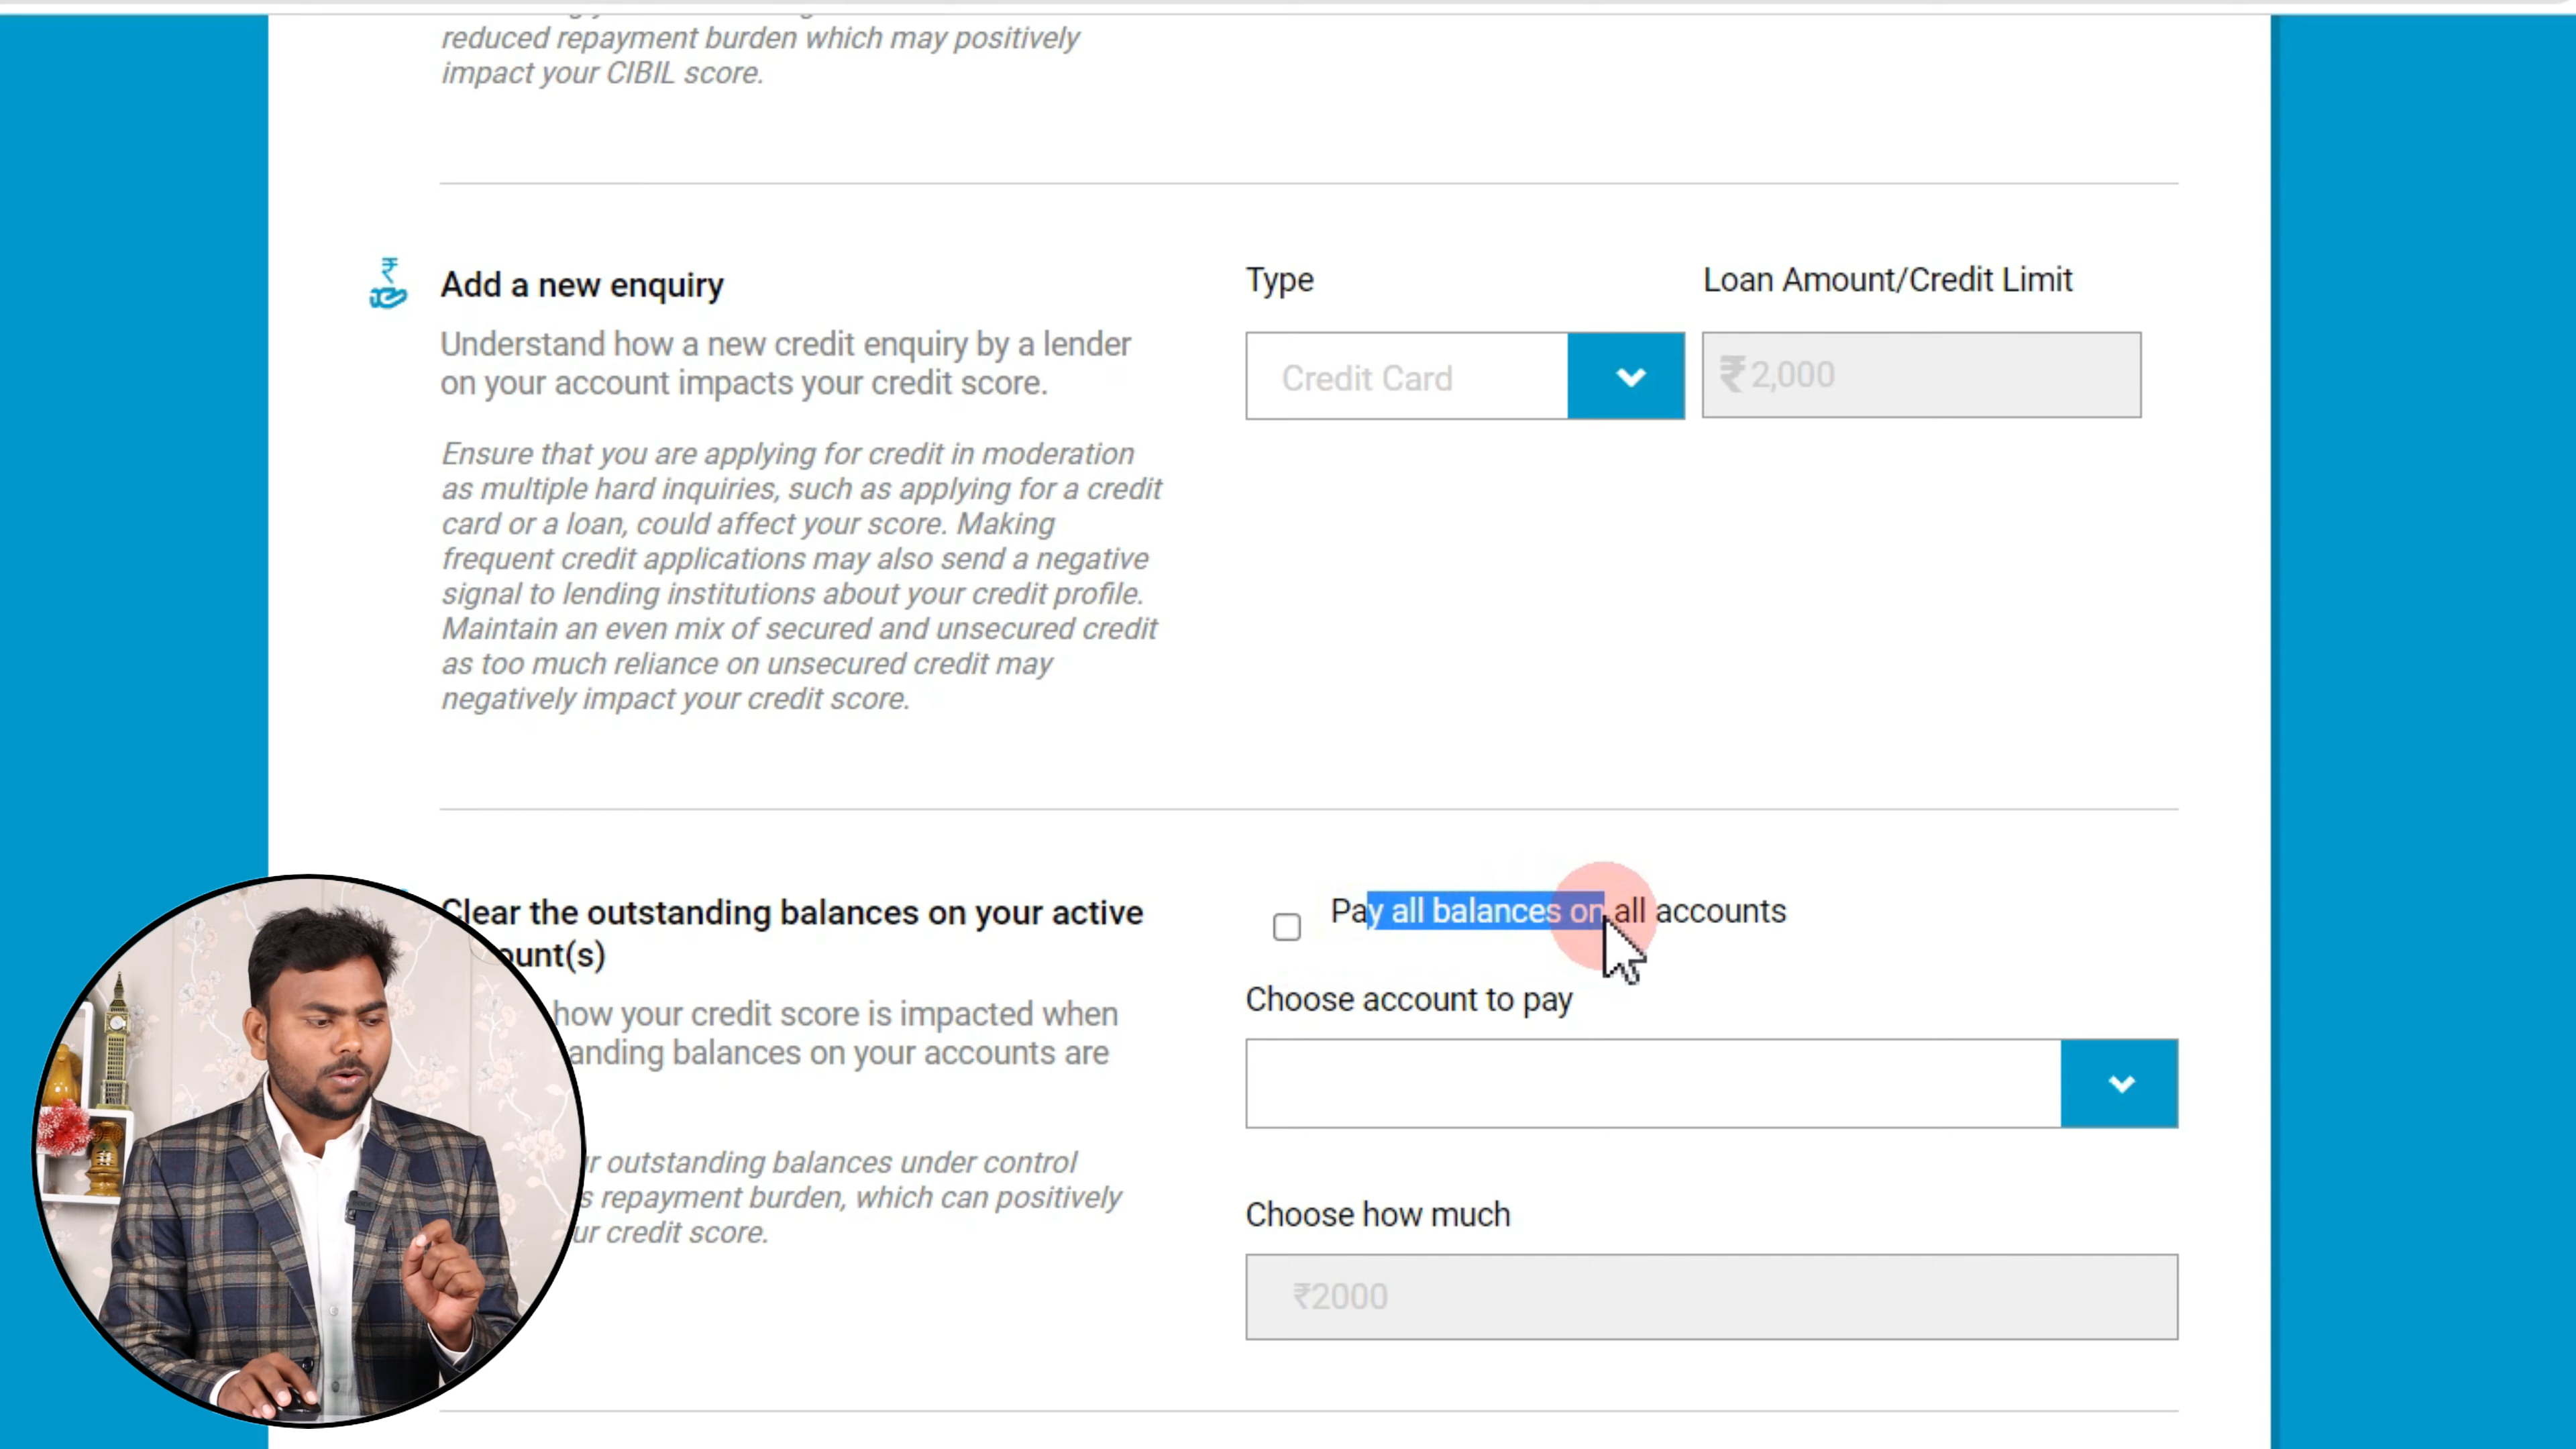 reduced repayment burden which may positively
impact your CIBIL score.
Add a new enquiry
Understand how a new credit enquiry by a lender
on your account impacts your credit score.
Ensure that you are applying for credit in moderation
as multiple hard inquiries, such as applying for a credit
card or a loan, could affect your score. Making
frequent credit applications may also send a negative
signal to lending institutions about your credit profile.
Maintain an even mix of secured and unsecured credit
as too much reliance on unsecured credit may
negatively impact your credit score.
Type
Loan Amount/Credit Limit
Credit Card
₹ 2,000
Clear the outstanding balances on your active
ount(s)
how your credit score is impacted when
anding balances on your accounts are
r outstanding balances under control
s repayment burden, which can positively
ur credit score.
Pay all balances on all accounts
Choose account to pay
Choose how much
₹2000